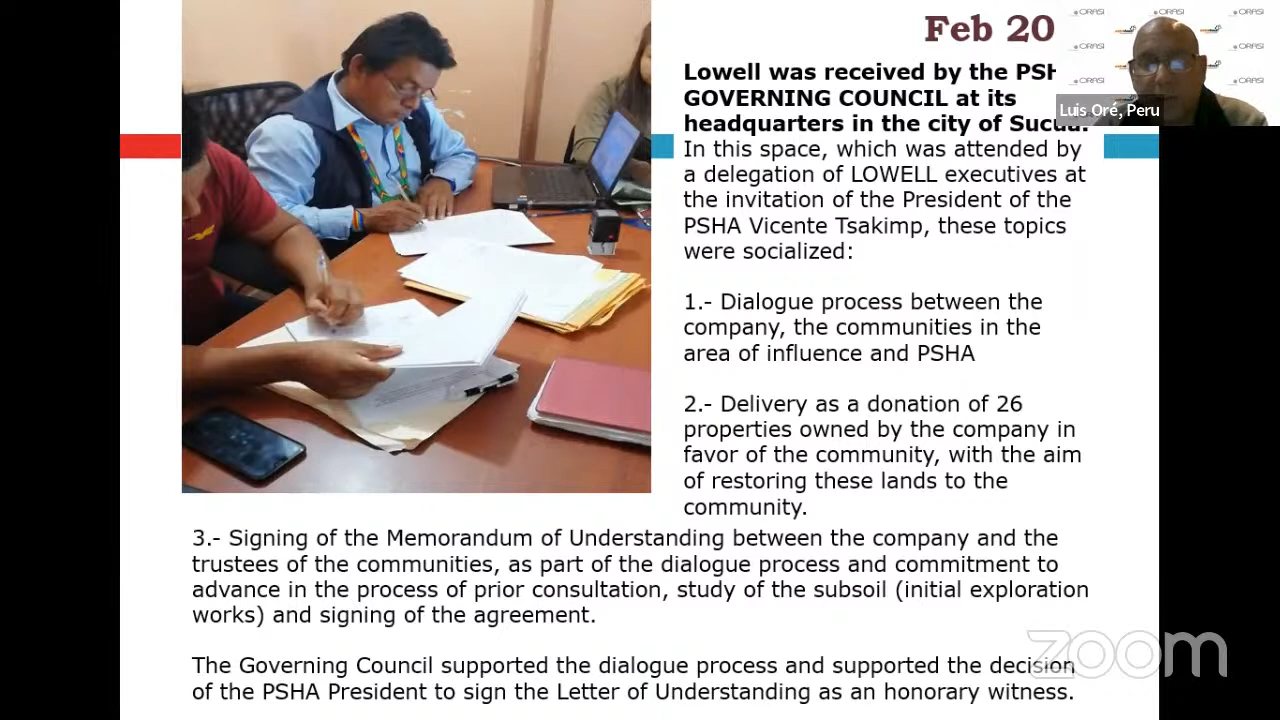 Feb 20
ORASI
ORASI
ORASI
ORASI
ORASI
ORASI
ORASI
Luis Oré, Peru
Lowell was received by the
GOVERNING COUNCIL at its
headquarters in the city of
In this space, which was attended by
a delegation of LOWELL executives at
the invitation of the President of the
PSHA Vicente Tsakimp, these topics
were socialized:
1.- Dialogue process between the
company, the communities in the
area of influence and PSHA
2.- Delivery as a donation of 26
properties owned by the company in
favor of the community, with the aim
of restoring these lands to the
community.
3.- Signing of the Memorandum of Understanding between the company and the
trustees of the communities, as part of the dialogue process and commitment to
advance in the process of prior consultation, study of the subsoil (initial exploration
works) and signing of the agreement.
The Governing Council supported the dialogue process and supported the decision
of the PSHA President to sign the Letter of Understanding as an honorary witness.
zoom